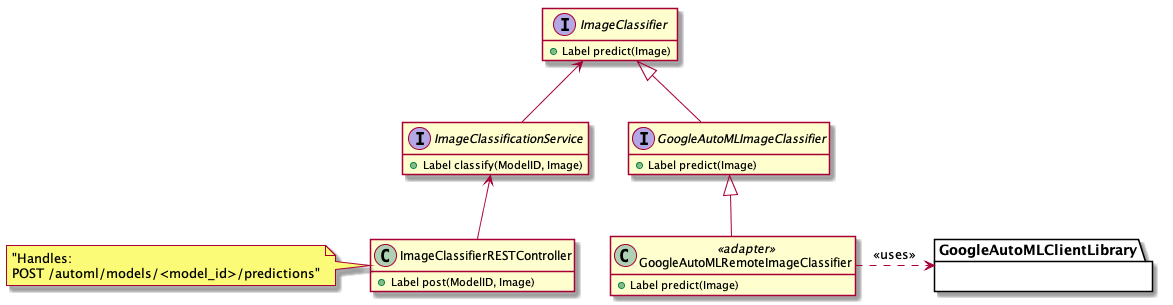 I ImageClassifier
Label predict(Image)
I ImageClassificationService
Label classify(ModelID, Image)
I GoogleAutoMLImageClassifier
Label predict(Image)
"Handles:
POST /automl/models/<model_id>/predictions"
C ImageClassifierRESTController
Label post(ModelID, Image)
«adapter»
C GoogleAutoMLRemoteImageClassifier
Label predict(Image)
«uses»
GoogleAutoMLClientLibrary